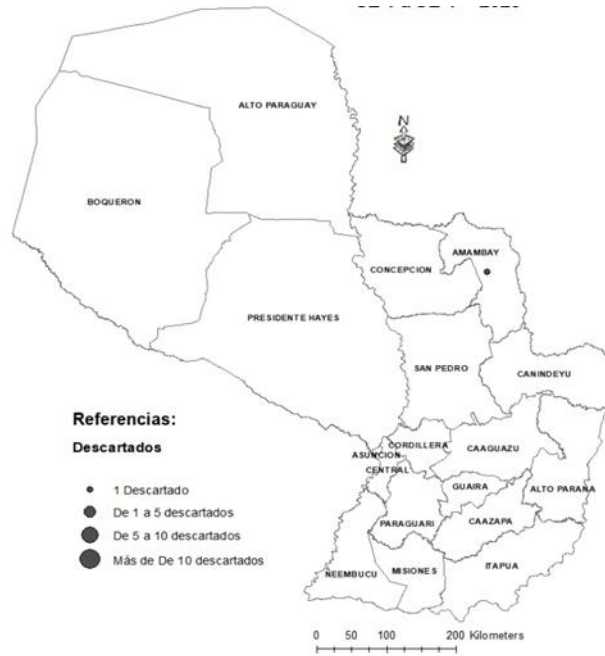 ALTO PARAGUAY
N
BOQUERON
AMAMBAY
CONCEPCION
PRESIDENTE HAYES
SAN PEDRO
CANINDEYU
Referencias:
Descartados
1 Descartado
De 1 a 5 descartados
De 5 a 10 descartados
Más de De 10 descartados
CORDILLERA
CAAGUAZU
ASUNCION
CENTRAL
GUAIRA
ALTO PARANA
PARAGUARI
CAAZAPA
NEEMBUCU
MISIONES
ITAPUA
0 50 100 200 Kilometers